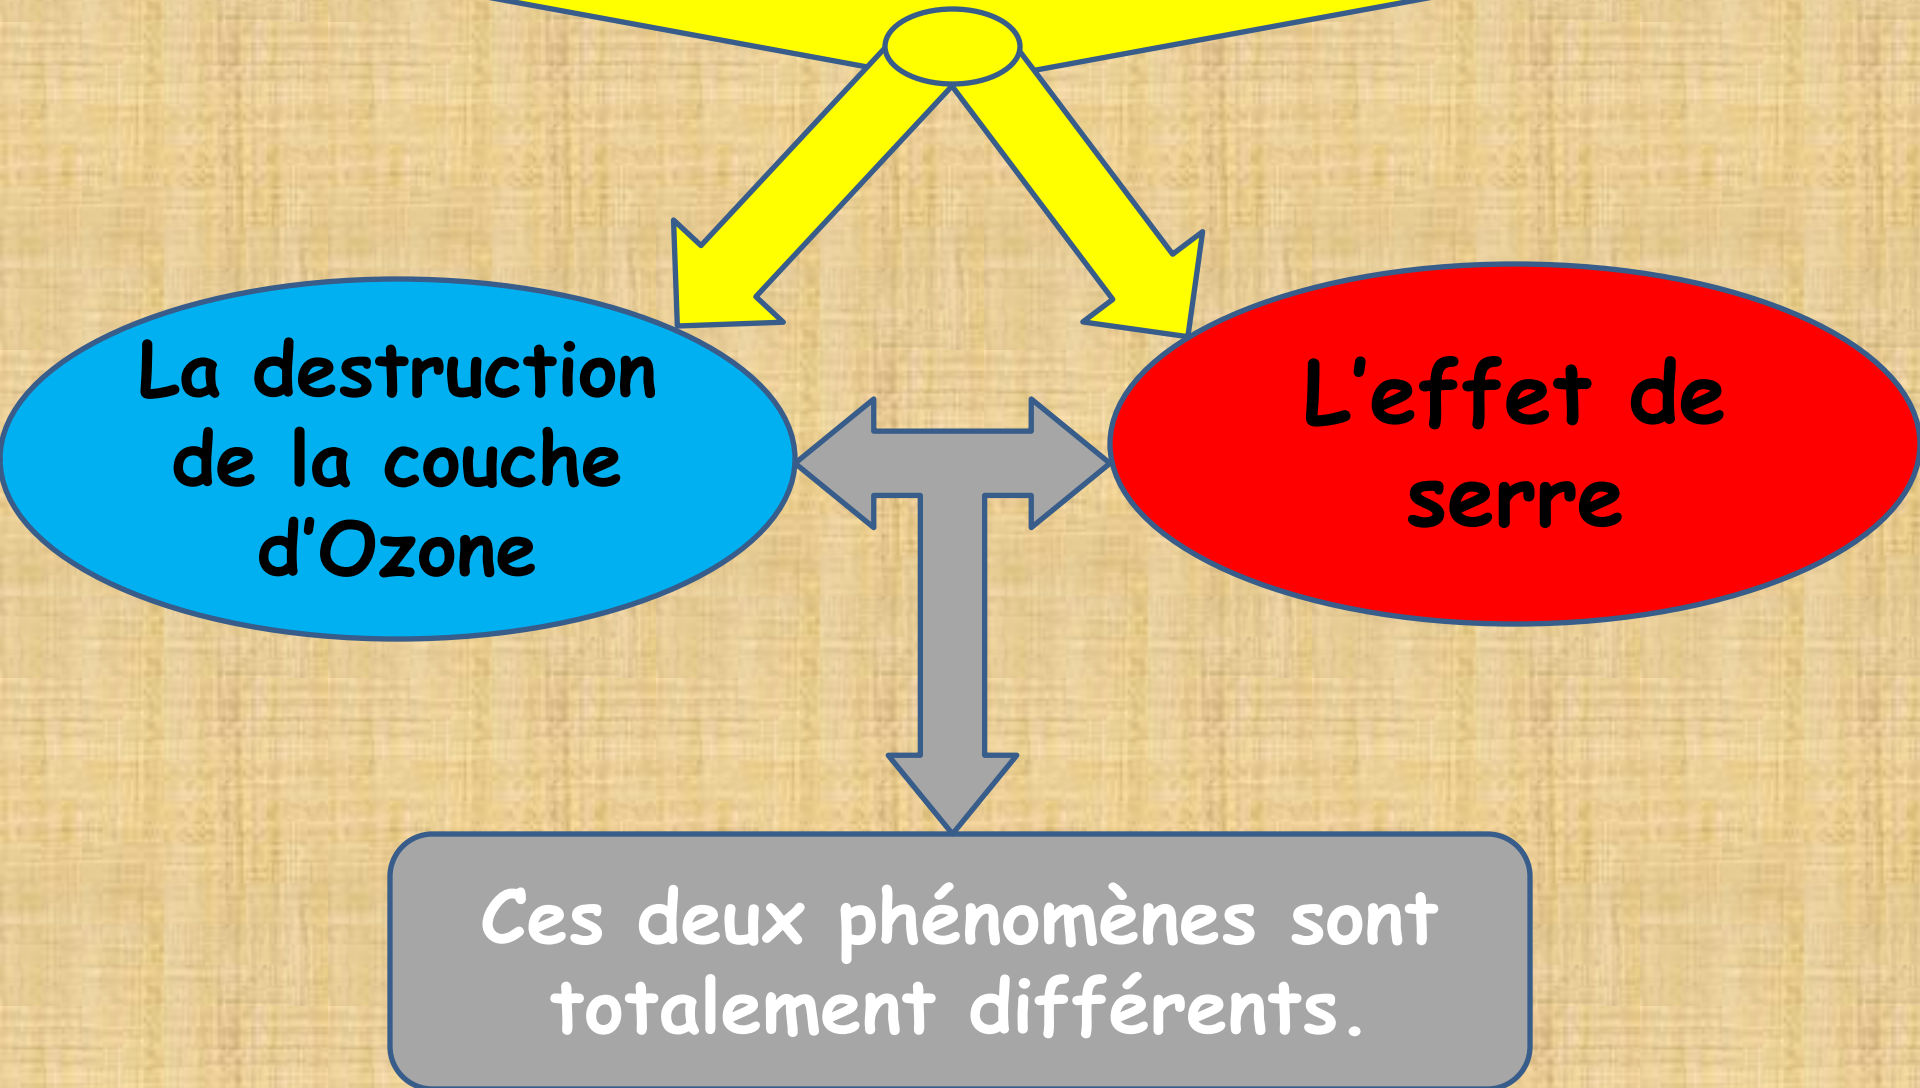 La destruction
de la couche
d'Ozone
L'effet de
serre
Ces deux phénomènes sont
totalement différents.